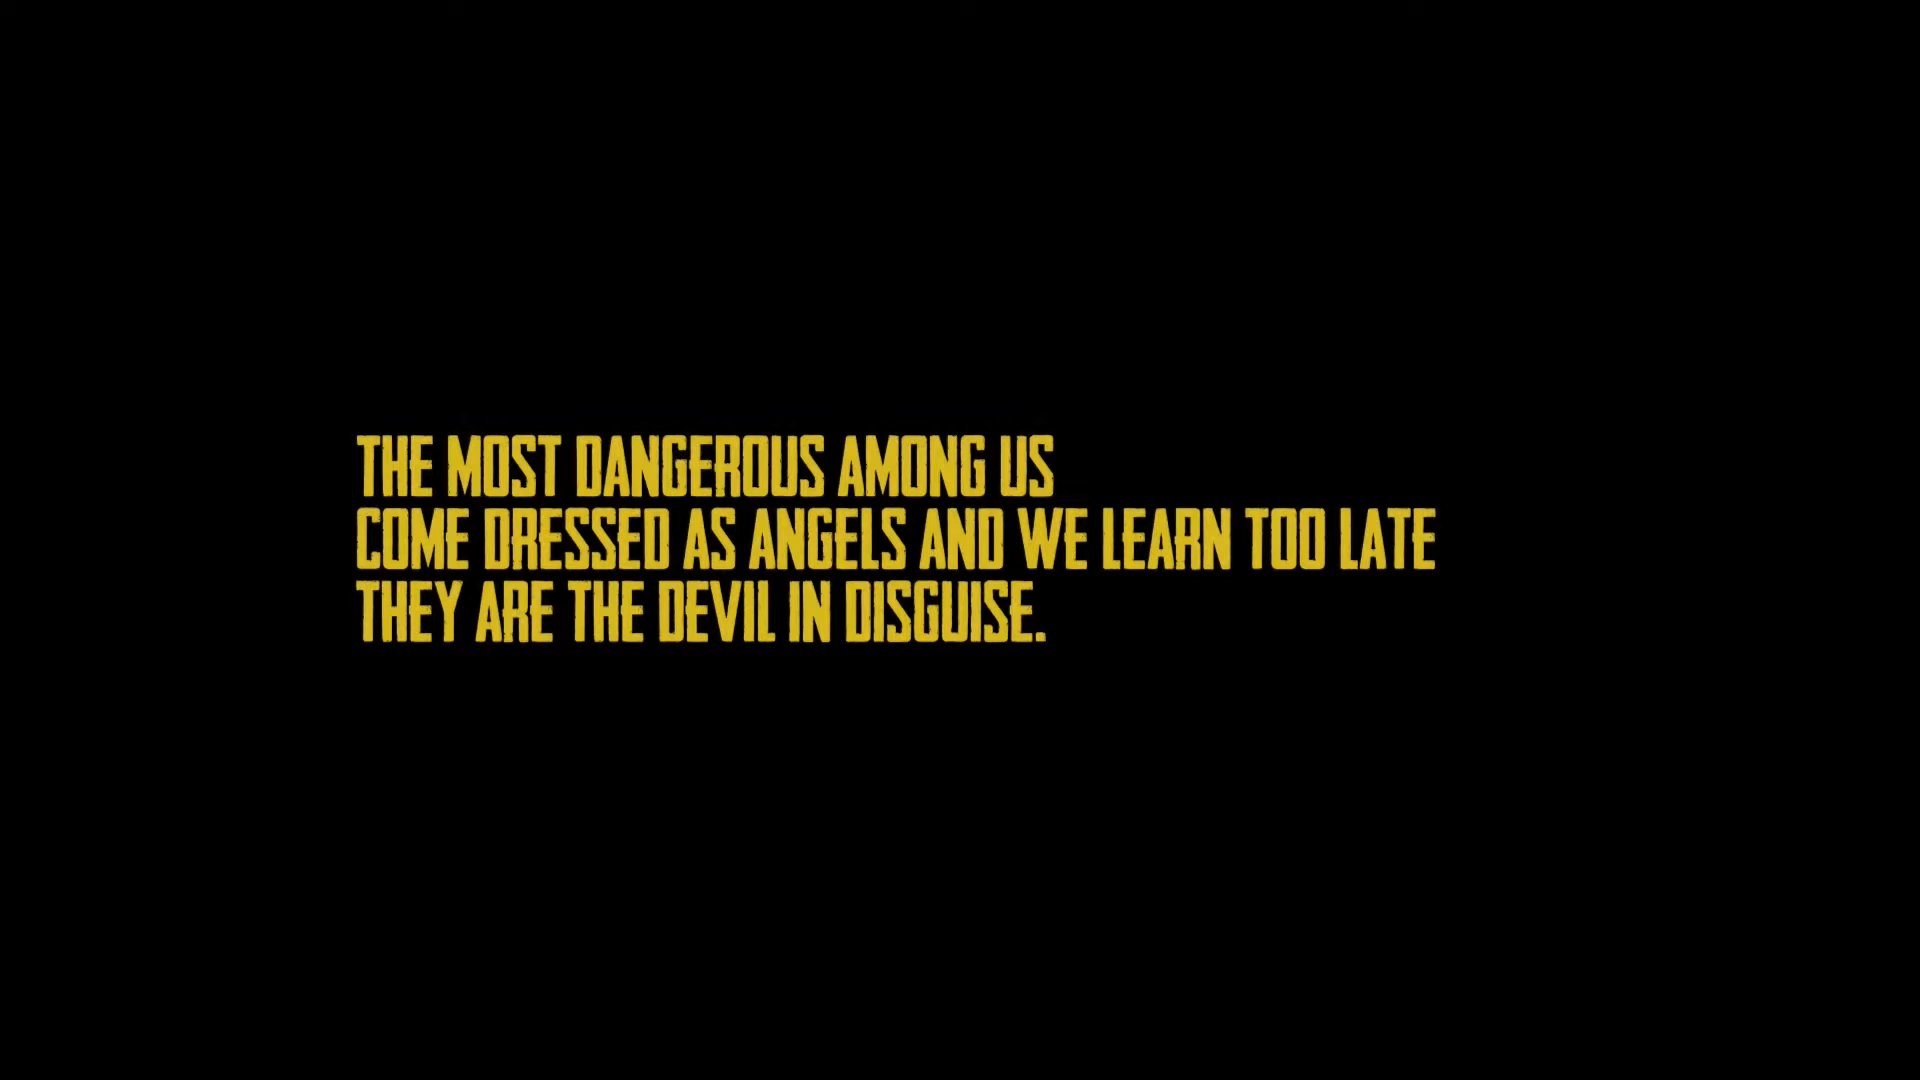 THE MOST DANGEROUS AMONG US
COME DRESSED AS ANGELS AND WE LEARN TOO LATE
THEY ARE THE DEVIL IN DISGUISE.